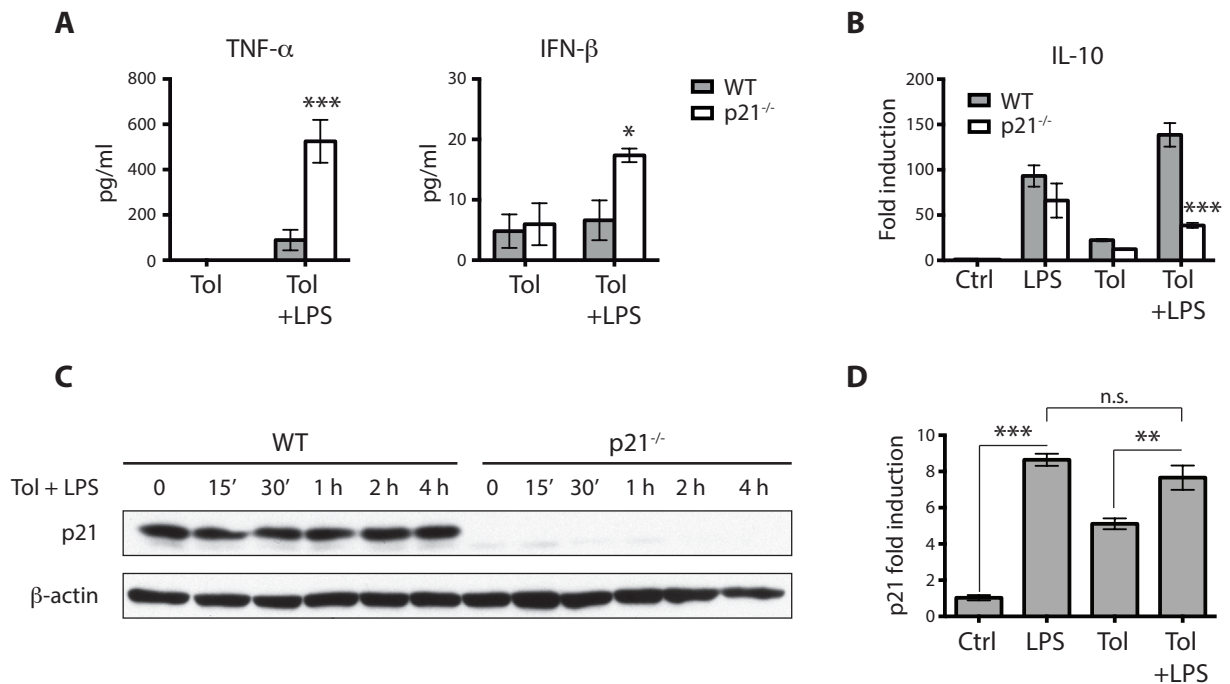 A
TNF-α
pg/ml
800
600
400
200
0
***
Tol
Tol
+LPS
IFN-β
pg/ml
30
20
10
0
*
Tol
Tol
+LPS
WT
p21-/-
B
IL-10
Fold induction
200
150
100
50
0
WT
p21-/-
***
Ctrl
LPS
Tol
Tol
+LPS
C
WT p21-/-
Tol + LPS 0 15′ 30′ 1 h 2 h 4 h 0 15′ 30′ 1 h 2 h 4 h
p21
β-actin
D
p21 fold induction
10
8
6
4
2
0
n.s.
*** **
Ctrl
LPS
Tol
Tol
+LPS